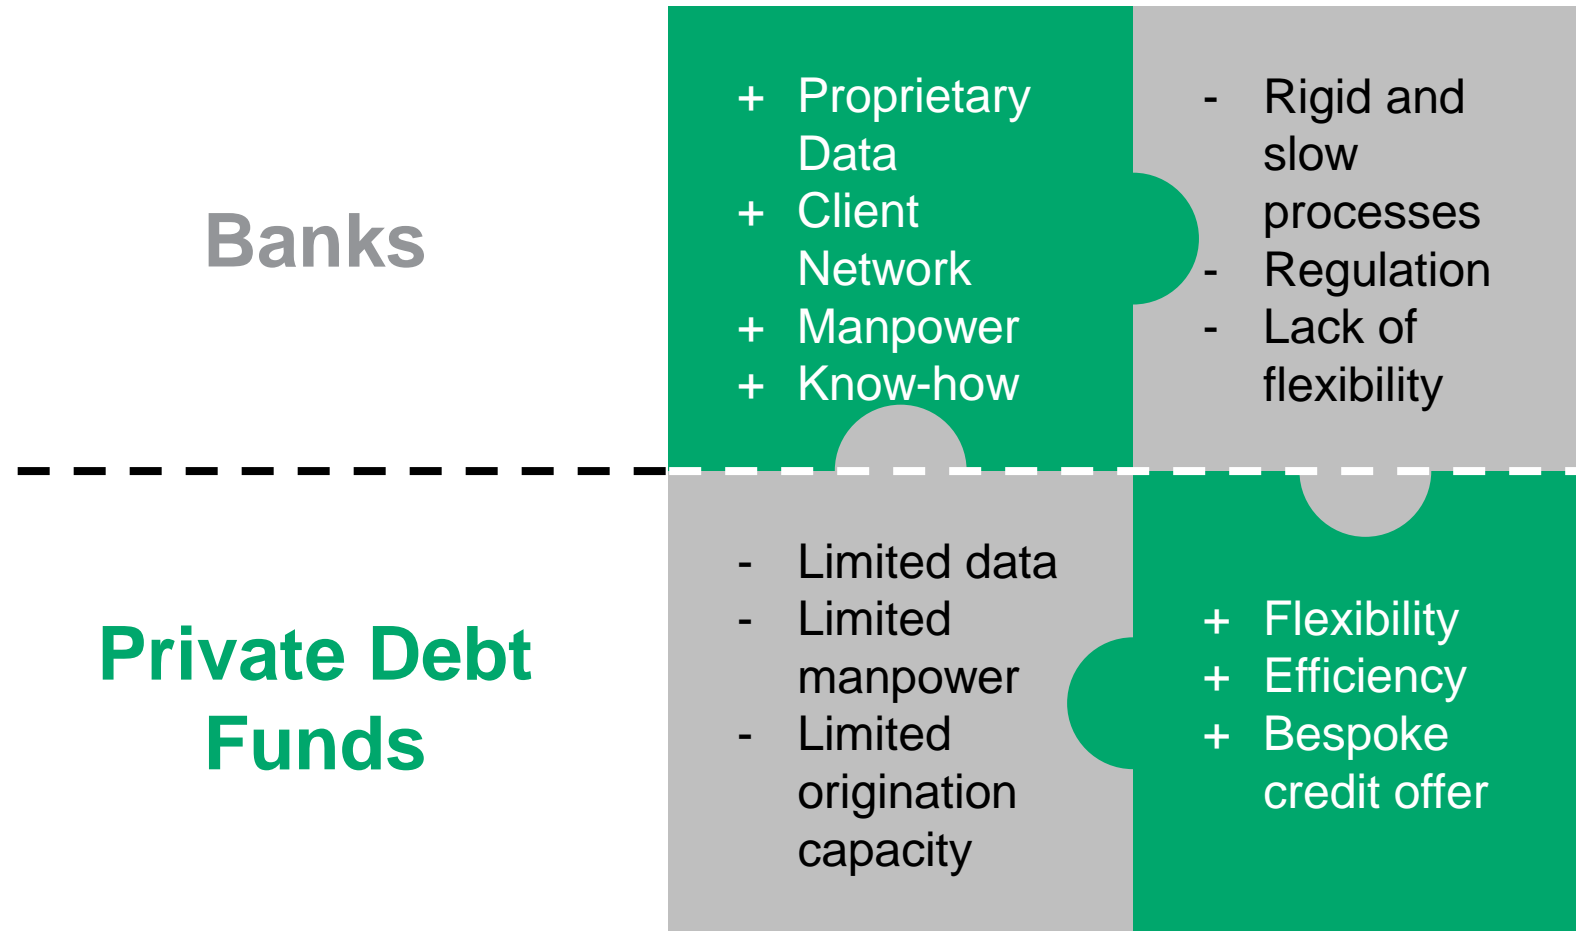 Banks
+ Proprietary
Data
+ Client
Network
+ Manpower
+ Know-how
- Rigid and
slow
processes
- Regulation
- Lack of
flexibility
Private Debt
Funds
- Limited data
- Limited
manpower
- Limited
origination
capacity
+ Flexibility
+ Efficiency
+ Bespoke
credit offer